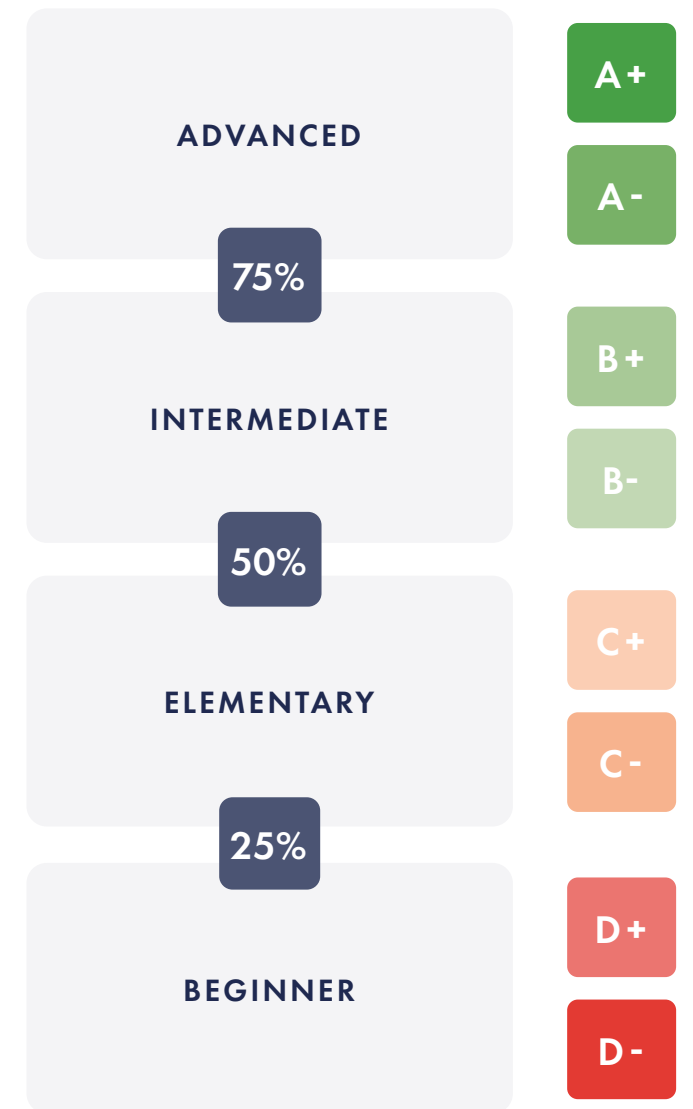 ADVANCED
A+
A-
75%
INTERMEDIATE
B+
B-
50%
ELEMENTARY
C+
C-
25%
BEGINNER
D+
D-